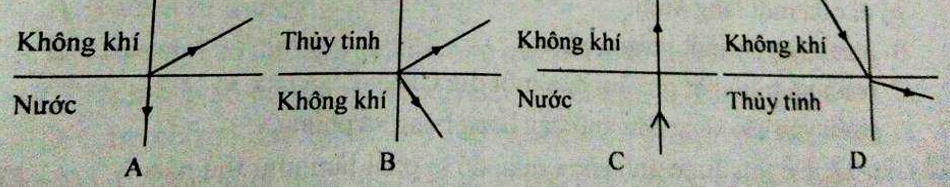 Không khí Thủy tinh Không khí Không khí
Nước Không khí Nước Thủy tinh
A B C D